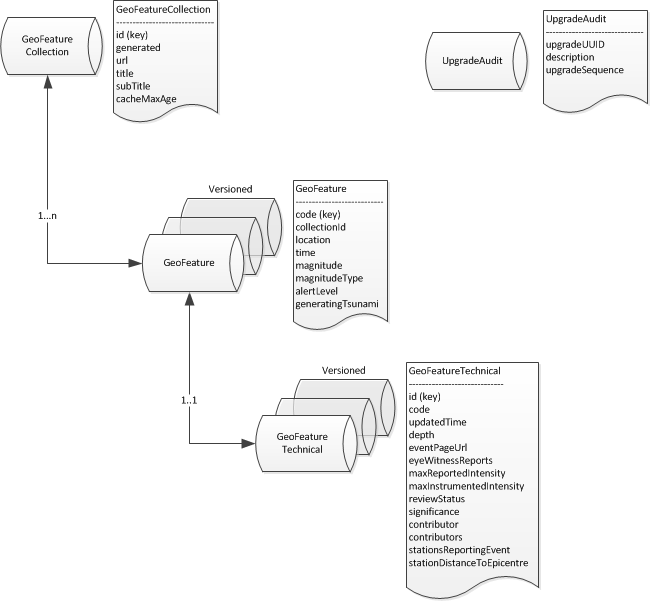 GeoFeature
Collection
GeoFeatureCollection
------------------------------
id (key)
generated
url
title
subTitle
cacheMaxAge
UpgradeAudit
UpgradeAudit
------------------------------
upgradeUUID
description
upgradeSequence
1...n
Versioned
GeoFeature
GeoFeature
---------------------------
code (key)
collectionId
location
time
magnitude
magnitudeType
alertLevel
generatingTsunami
1..1
Versioned
GeoFeature
Technical
GeoFeatureTechnical
-----------------------------
id (key)
code
updatedTime
depth
eventPageUrl
eyeWitnessReports
maxReportedIntensity
maxInstrumentedIntensity
reviewStatus
significance
contributor
contributors
stationsReportingEvent
stationDistanceToEpicentre